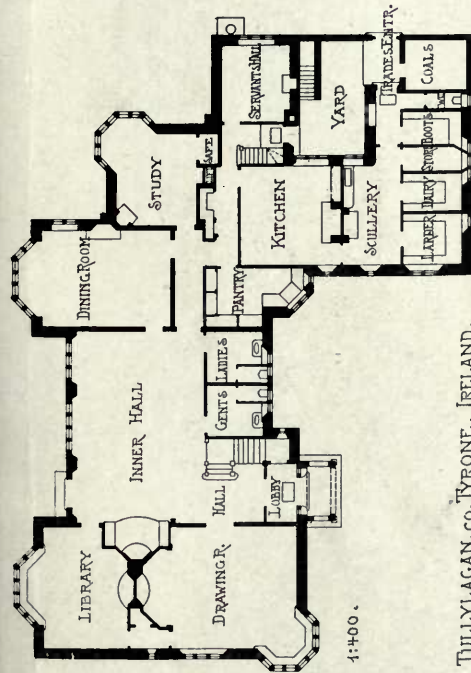 LIBRARY
DRAWING R.
INNER HALL
HALL
LOBBY
DINING ROOM
GENTS
LADIES
PANTRY
STUDY
SAFE
KITCHEN
SERVANTS HALL
YARD
SCULLERY
LARDER
DAIRY
STORE
BOOTS
W.C.
COALS
TRADES ENTR.
1:400.
TULLYLAGAN, CO. TYRONE, IRELAND